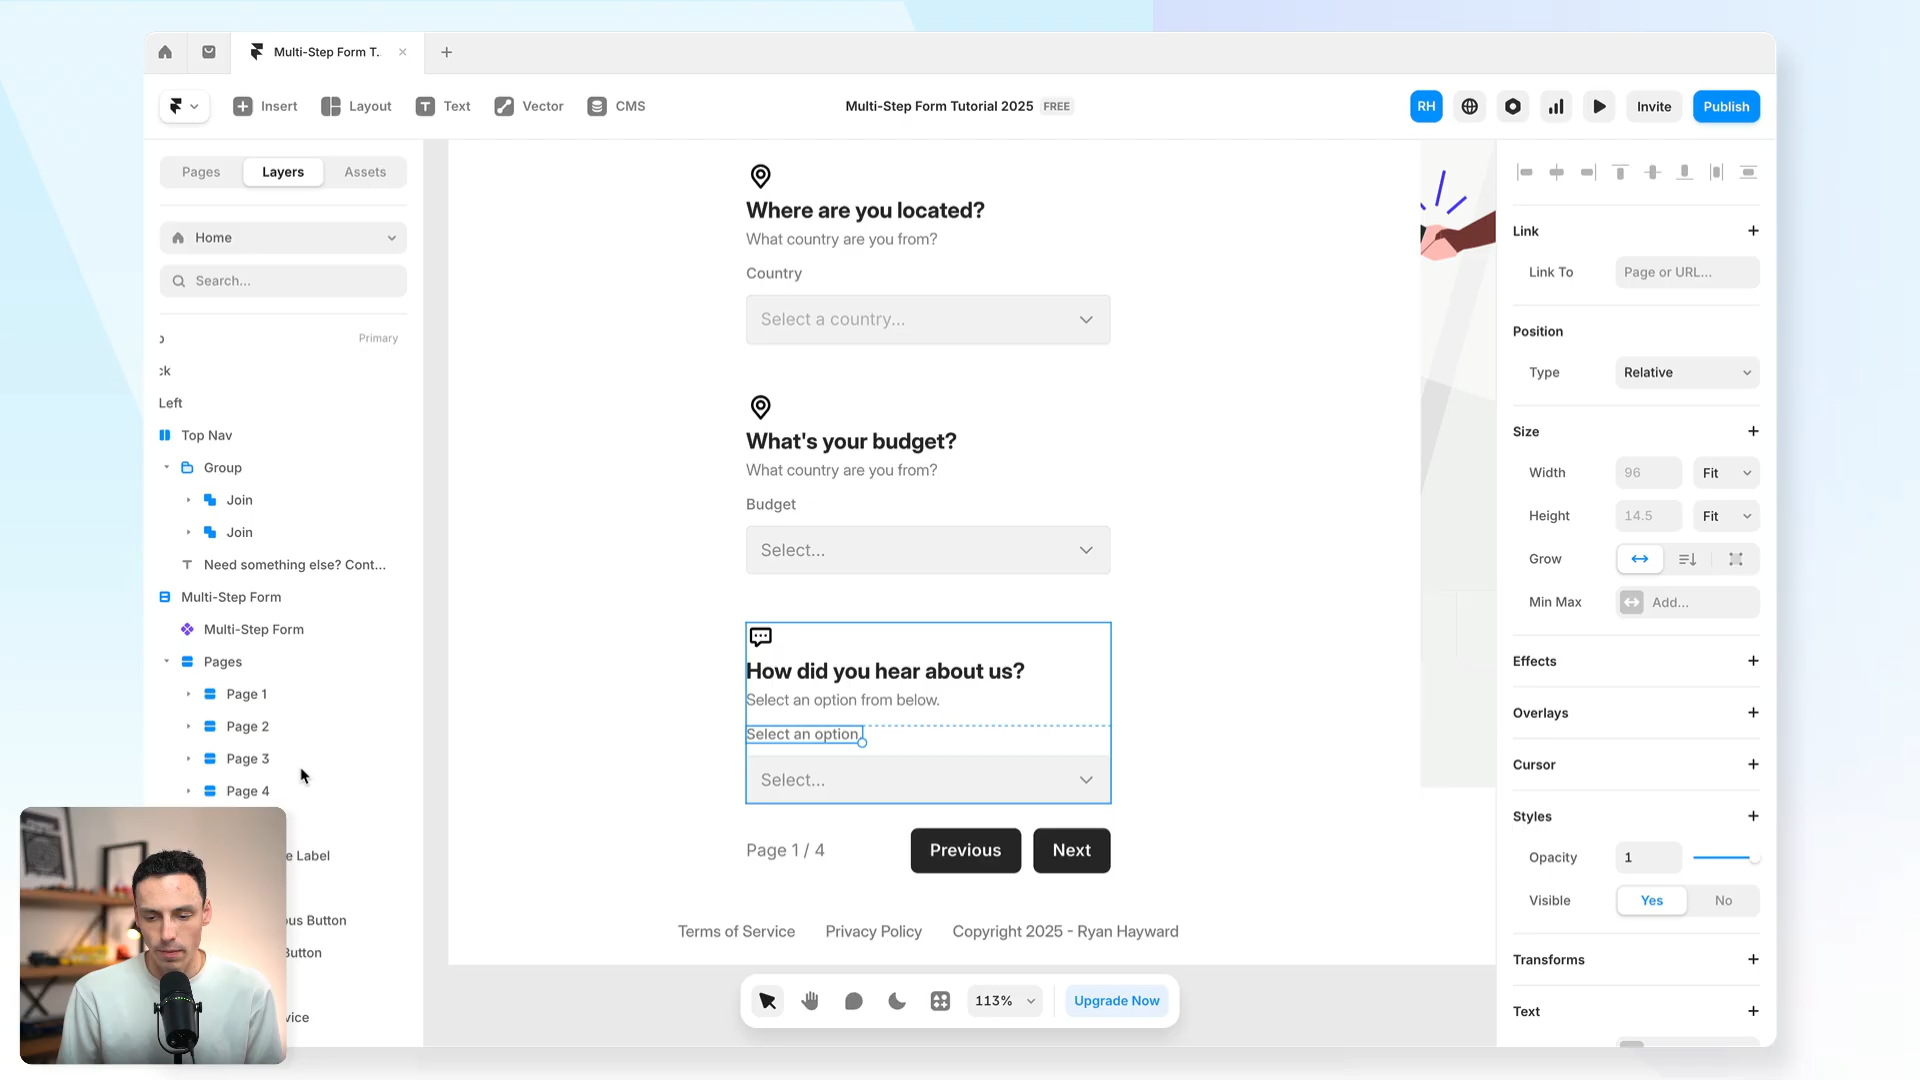 Multi-Step Form T..
Insert
Layout
Text
Vector
CMS
Multi-Step Form Tutorial 2025
FREE
RH
Invite
Publish
Pages
Layers
Assets
Home
Search...
Primary
ck
Left
Top Nav
Group
Join
Join
Need something else? Cont...
Multi-Step Form
Multi-Step Form
Pages
Page 1
Page 2
Page 3
Page 4
e Label
ous Button
Button
vice
Where are you located?
What country are you from?
Country
Select a country...
What's your budget?
What country are you from?
Budget
Select...
How did you hear about us?
Select an option from below.
Select an option.
Select...
Page 1 / 4
Previous
Next
Terms of Service
Privacy Policy
Copyright 2025 - Ryan Hayward
113%
Upgrade Now
Link
Link To
Page or URL...
Position
Type
Relative
Size
Width
96
Fit
Height
14.5
Fit
Grow
Min Max
Add...
Effects
Overlays
Cursor
Styles
Opacity
1
Visible
Yes
No
Transforms
Text